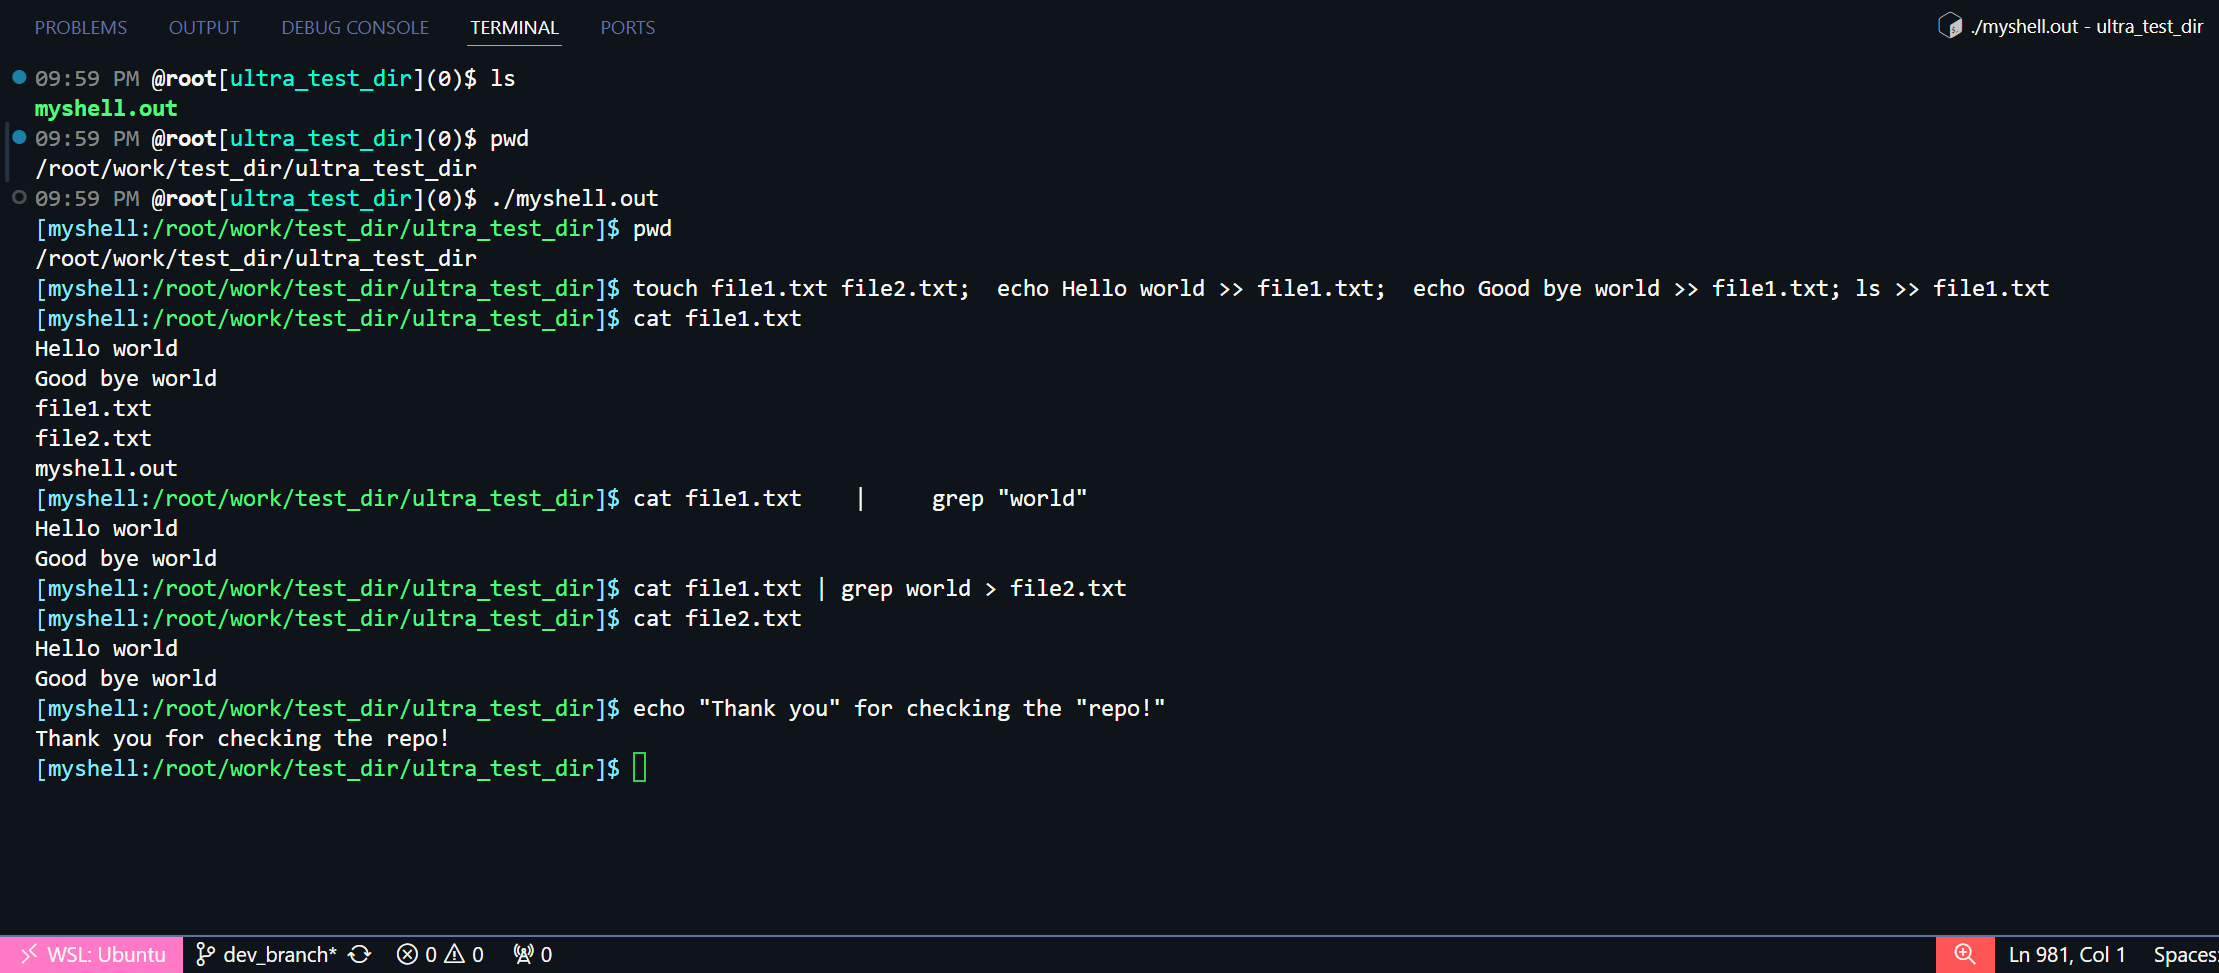 PROBLEMS OUTPUT DEBUG CONSOLE TERMINAL PORTS ./myshell.out - ultra_test_dir
09:59 PM @root[ultra_test_dir](0)$ ls
myshell.out
09:59 PM @root[ultra_test_dir](0)$ pwd
/root/work/test_dir/ultra_test_dir
09:59 PM @root[ultra_test_dir](0)$ ./myshell.out
[myshell:/root/work/test_dir/ultra_test_dir]$ pwd
/root/work/test_dir/ultra_test_dir
[myshell:/root/work/test_dir/ultra_test_dir]$ touch file1.txt file2.txt;  echo Hello world >> file1.txt;  echo Good bye world >> file1.txt; ls >> file1.txt
[myshell:/root/work/test_dir/ultra_test_dir]$ cat file1.txt
Hello world
Good bye world
file1.txt
file2.txt
myshell.out
[myshell:/root/work/test_dir/ultra_test_dir]$ cat file1.txt    |     grep "world"
Hello world
Good bye world
[myshell:/root/work/test_dir/ultra_test_dir]$ cat file1.txt | grep world > file2.txt
[myshell:/root/work/test_dir/ultra_test_dir]$ cat file2.txt
Hello world
Good bye world
[myshell:/root/work/test_dir/ultra_test_dir]$ echo "Thank you" for checking the "repo!"
Thank you for checking the repo!
[myshell:/root/work/test_dir/ultra_test_dir]$
WSL: Ubuntu dev_branch* 0 0 0 Ln 981, Col 1 Spaces: